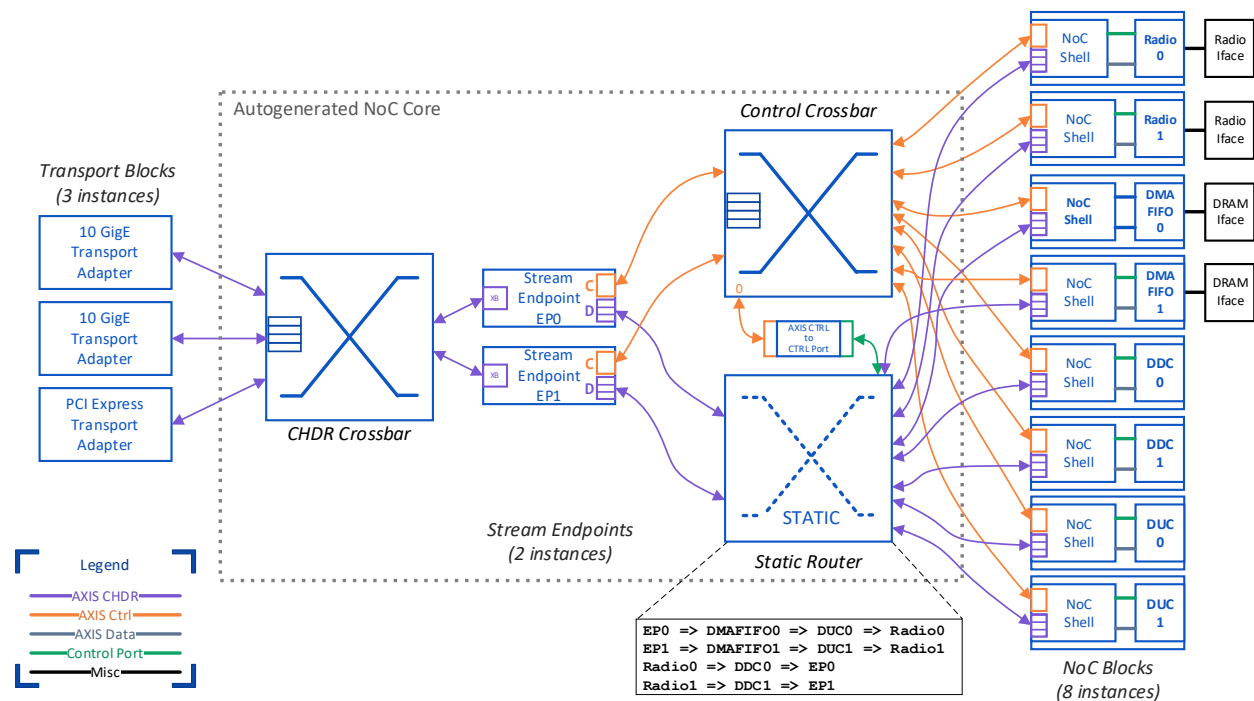 Autogenerated NoC Core
Transport Blocks
(3 instances)
10 GigE
Transport
Adapter
10 GigE
Transport
Adapter
PCI Express
Transport
Adapter
CHDR Crossbar
XB
Stream
Endpoint
EP0
C
D
XB
Stream
Endpoint
EP1
C
D
Stream Endpoints
(2 instances)
Control Crossbar
0
AXIS CTRL
to
CTRL Port
STATIC
Static Router
EP0 => DMAFIFO0 => DUC0 => Radio0
EP1 => DMAFIFO1 => DUC1 => Radio1
Radio0 => DDC0 => EP0
Radio1 => DDC1 => EP1
NoC
Shell
Radio
0
Radio
Iface
NoC
Shell
Radio
1
Radio
Iface
NoC
Shell
DMA
FIFO
0
DRAM
Iface
NoC
Shell
DMA
FIFO
1
DRAM
Iface
NoC
Shell
DDC
0
NoC
Shell
DDC
1
NoC
Shell
DUC
0
NoC
Shell
DUC
1
NoC Blocks
(8 instances)
Legend
AXIS CHDR
AXIS Ctrl
AXIS Data
Control Port
Misc